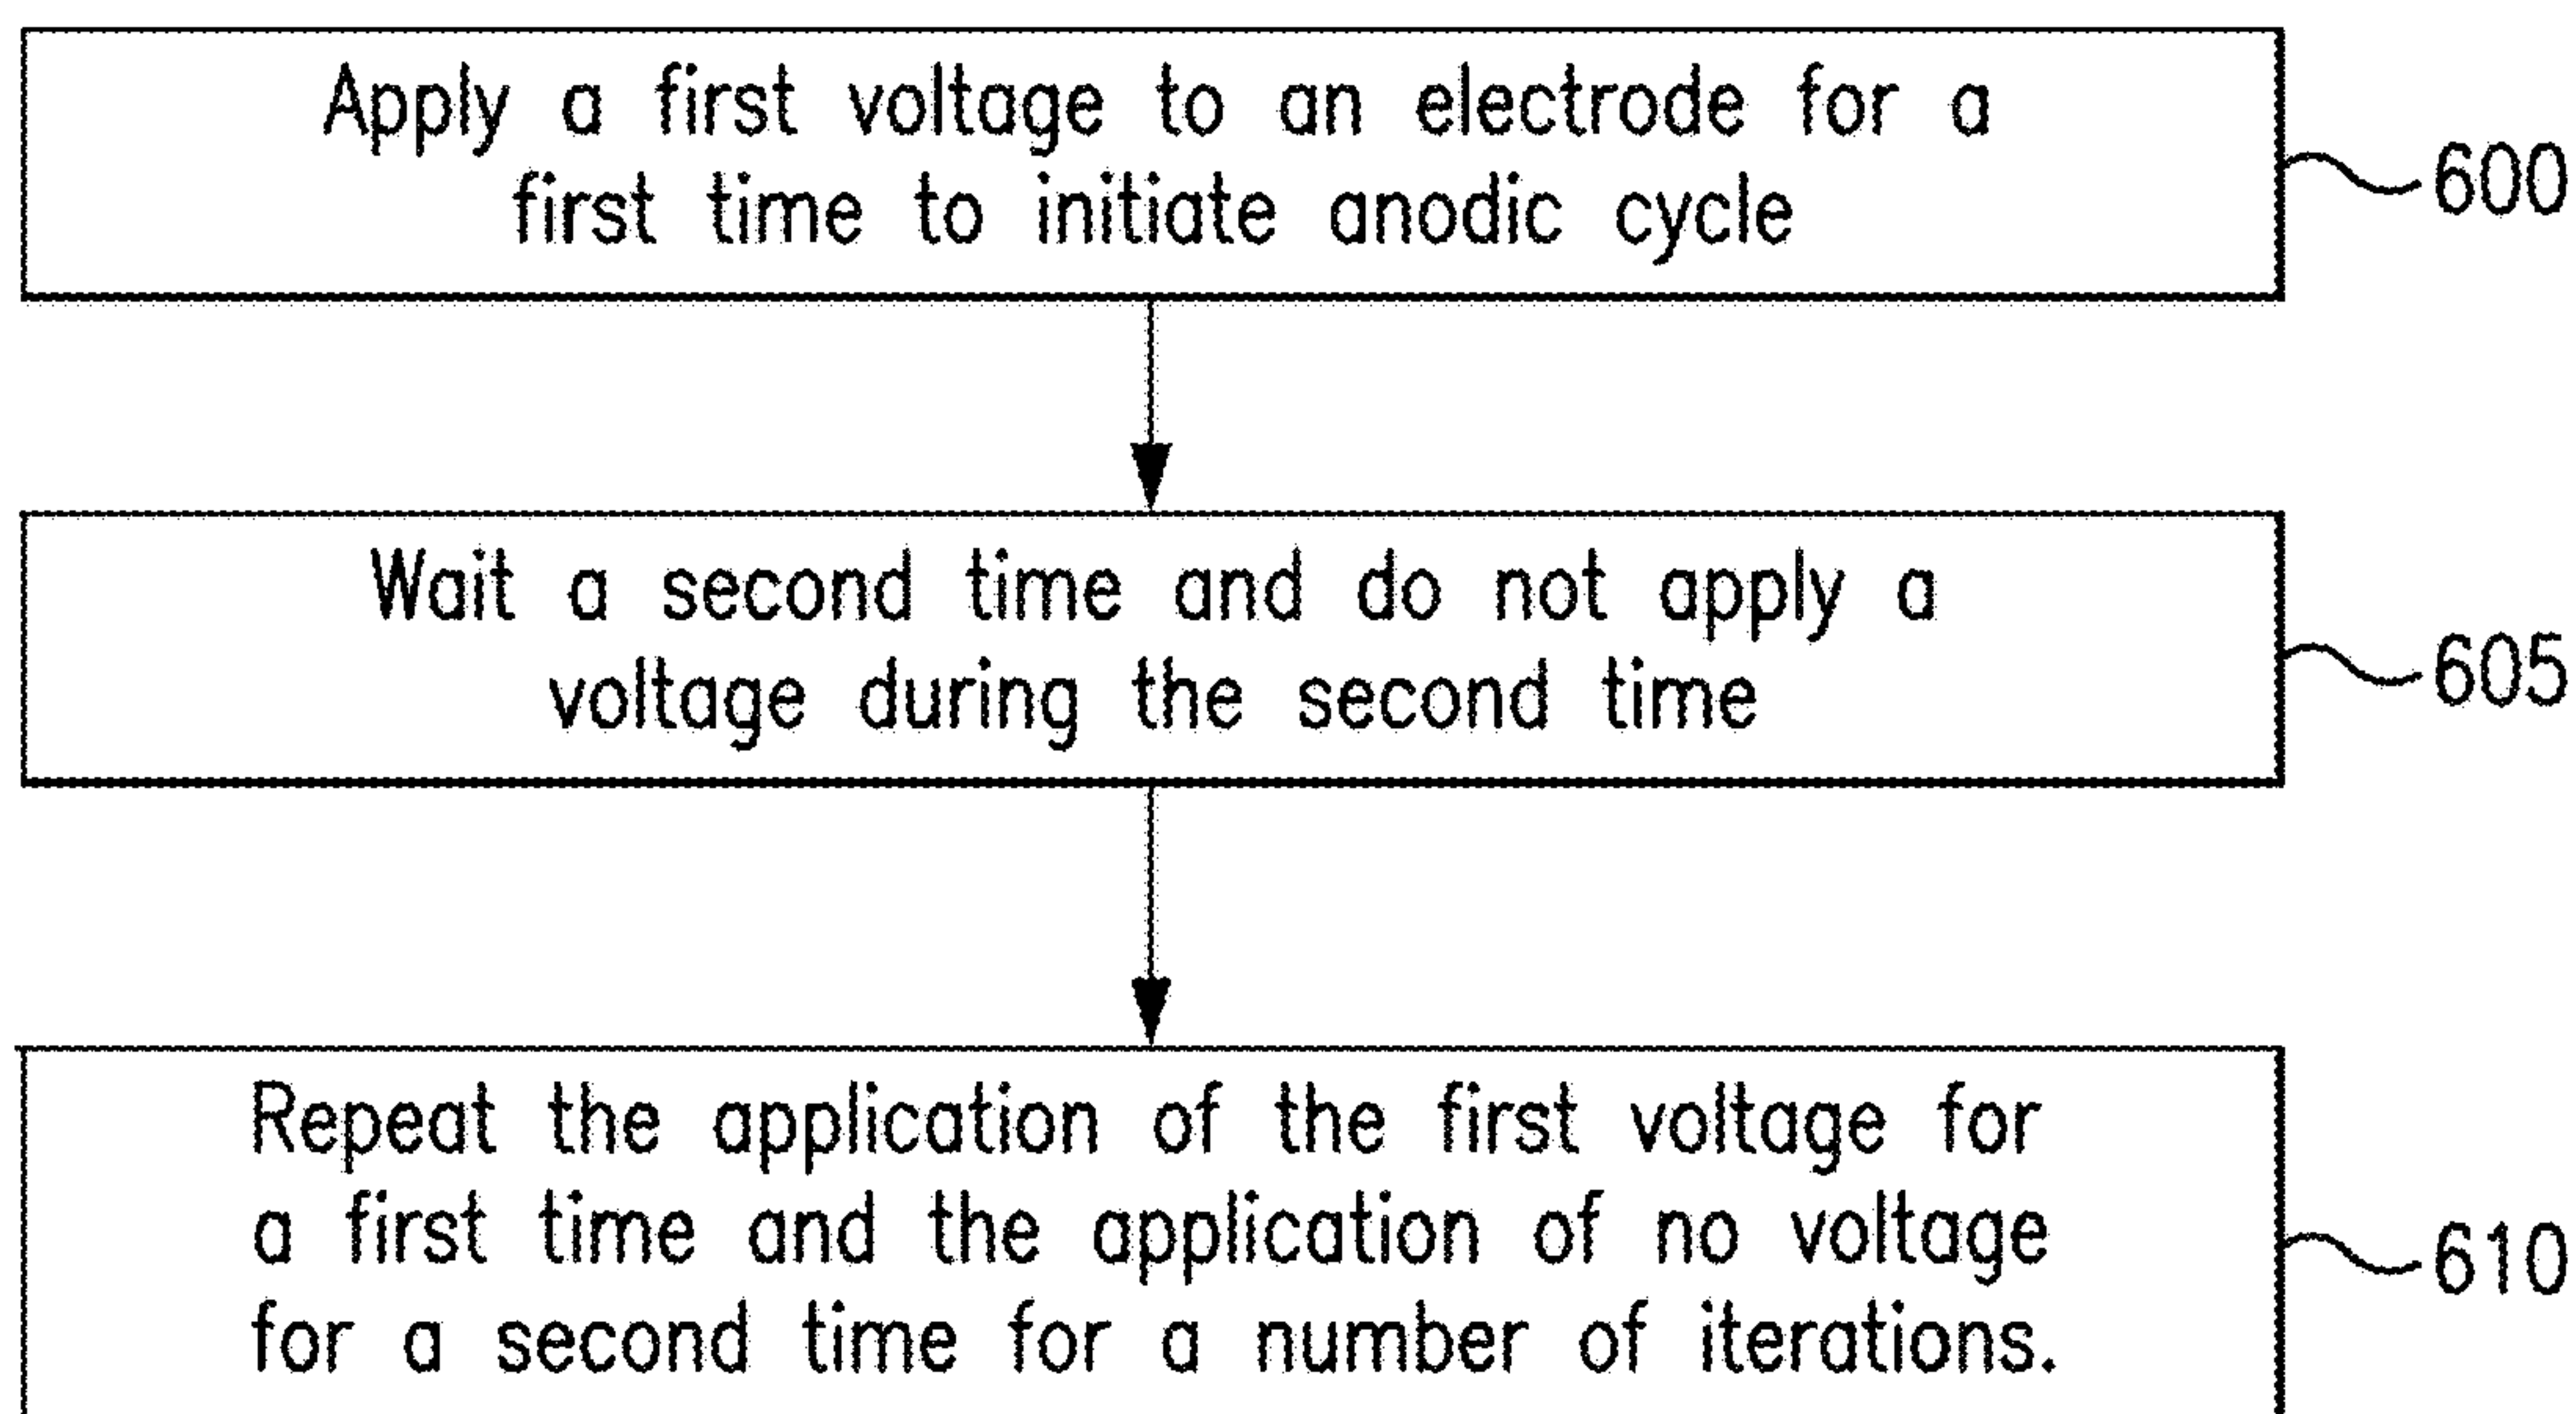 Apply a first voltage to an electrode for a
first time to initiate anodic cycle
600
Wait a second time and do not apply a
voltage during the second time
605
Repeat the application of the first voltage for
a first time and the application of no voltage
for a second time for a number of iterations.
610